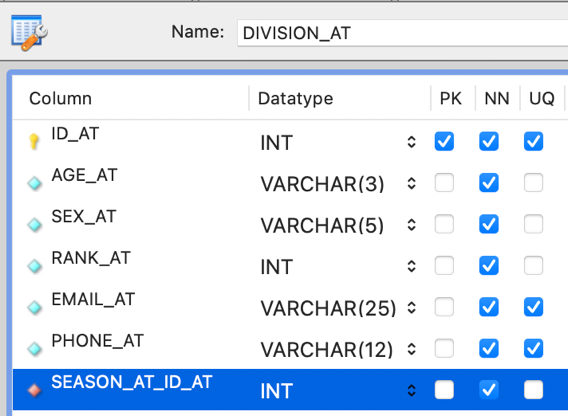 Name: DIVISION_AT
Column Datatype PK NN UQ
ID_AT INT
AGE_AT VARCHAR(3)
SEX_AT VARCHAR(5)
RANK_AT INT
EMAIL_AT VARCHAR(25)
PHONE_AT VARCHAR(12)
SEASON_AT_ID_AT INT